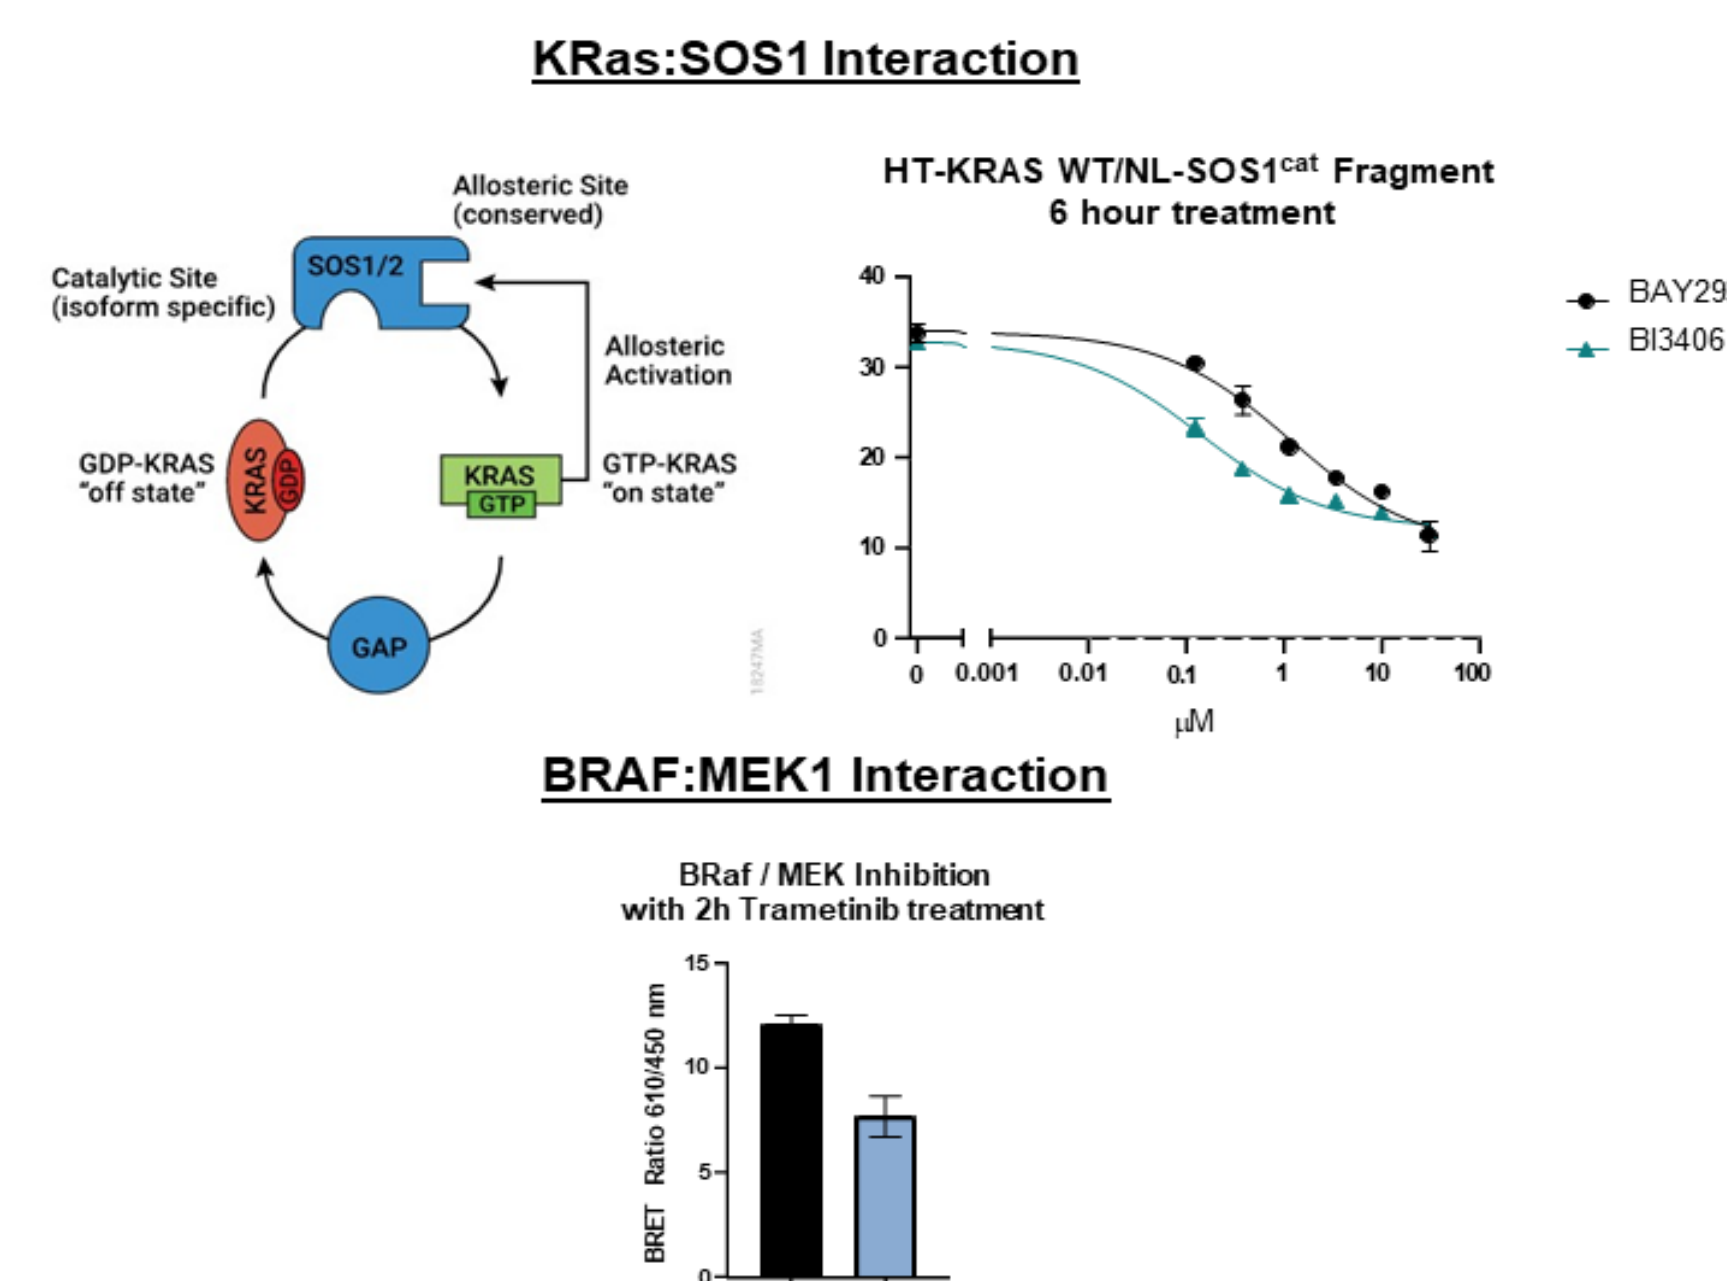 KRas:SOS1 Interaction
Allosteric Site
(conserved)
SOS1/2
Catalytic Site
(isoform specific)
Allosteric
Activation
GDP-KRAS
"off state"
KRAS
GDP
KRAS
GTP
GTP-KRAS
"on state"
GAP
18247MA
HT-KRAS WT/NL-SOS1cat Fragment
6 hour treatment
40
30
20
10
0
0 0.001 0.01 0.1 1 10 100
µM
BAY29
BI3406
BRAF:MEK1 Interaction
BRaf / MEK Inhibition
with 2h Trametinib treatment
BRET Ratio 610/450 nm
15
10
5
0